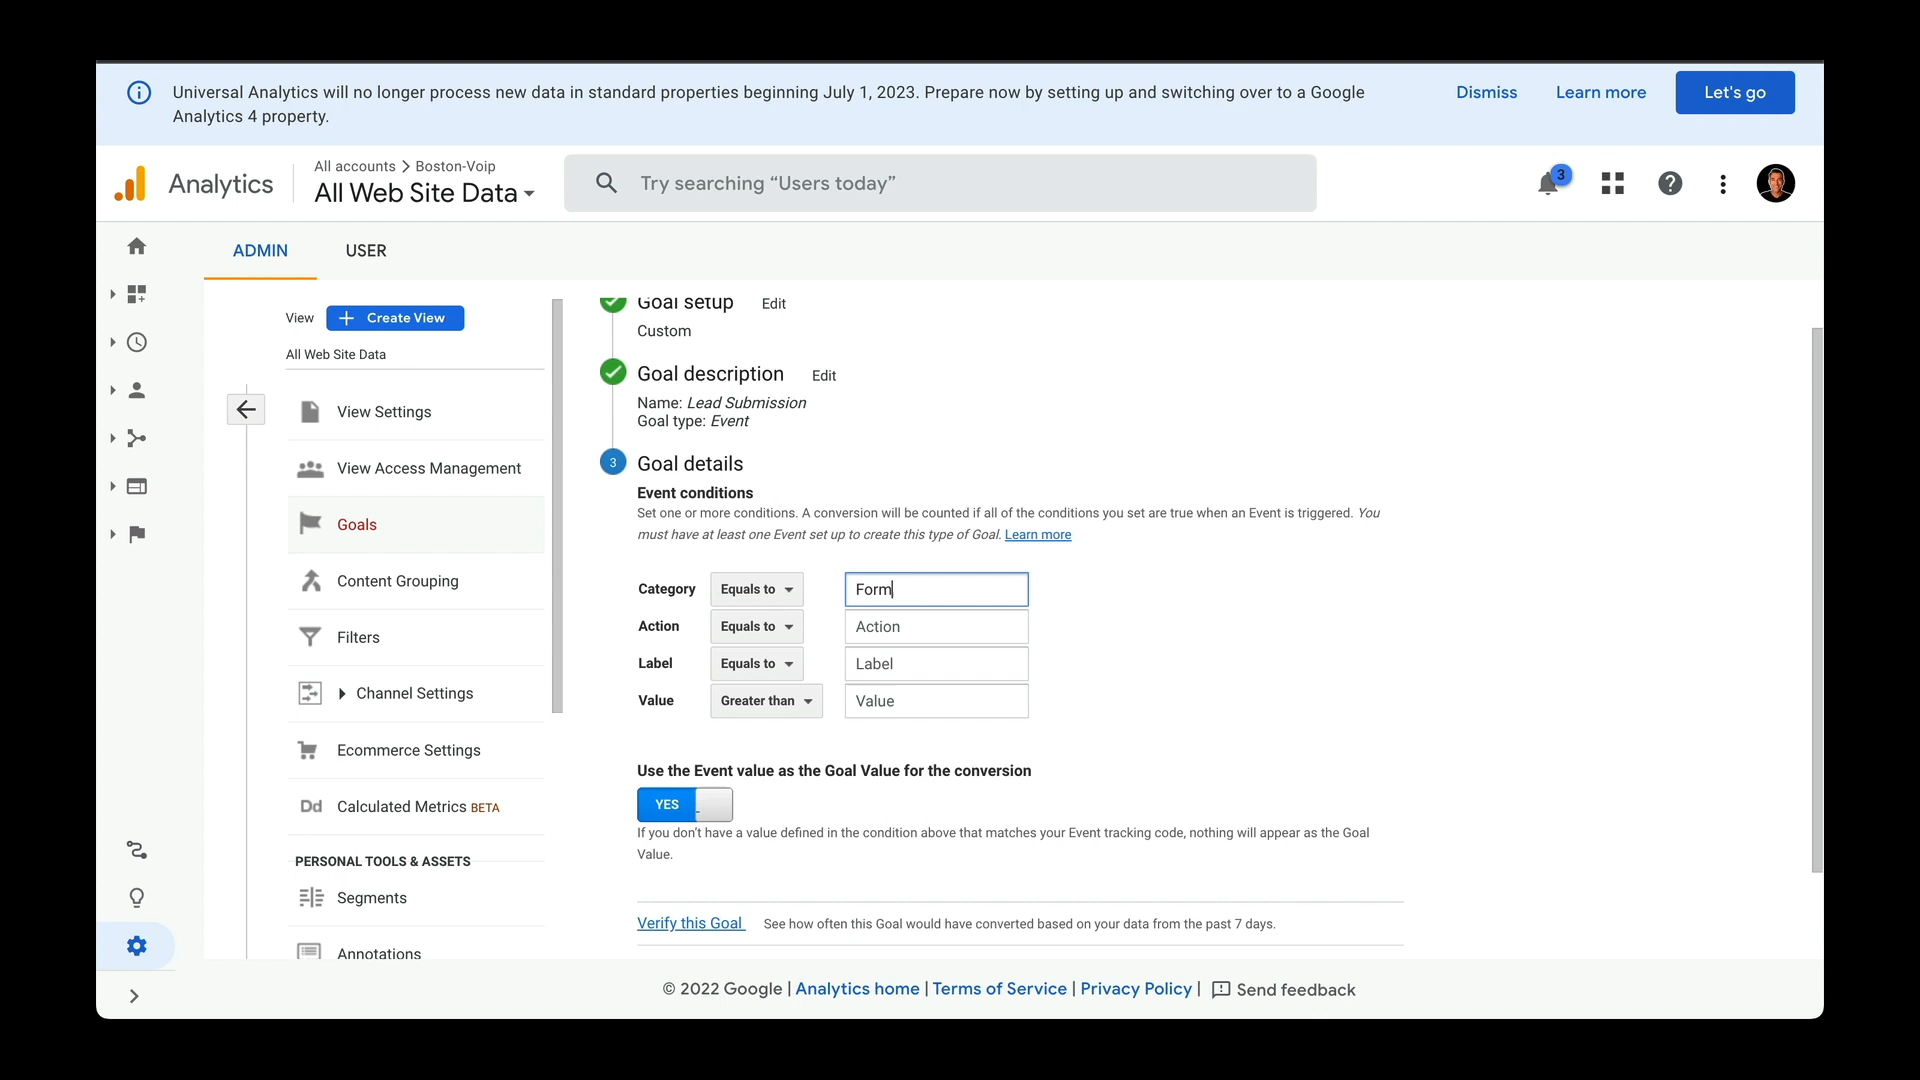 Universal Analytics will no longer process new data in standard properties beginning July 1, 2023. Prepare now by setting up and switching over to a Google
Analytics 4 property.
Dismiss
Learn more
Let's go
Analytics
All accounts > Boston-Voip
All Web Site Data
Try searching “Users today”
3
ADMIN
USER
View
+ Create View
All Web Site Data
View Settings
View Access Management
Goals
Content Grouping
Filters
Channel Settings
Ecommerce Settings
Dd Calculated Metrics BETA
PERSONAL TOOLS & ASSETS
Segments
Annotations
Goal setup Edit
Custom
Goal description Edit
Name: Lead Submission
Goal type: Event
3 Goal details
Event conditions
Set one or more conditions. A conversion will be counted if all of the conditions you set are true when an Event is triggered. You
must have at least one Event set up to create this type of Goal. Learn more
Category Equals to Form
Action Equals to Action
Label Equals to Label
Value Greater than Value
Use the Event value as the Goal Value for the conversion
YES
If you don't have a value defined in the condition above that matches your Event tracking code, nothing will appear as the Goal
Value.
Verify this Goal See how often this Goal would have converted based on your data from the past 7 days.
© 2022 Google | Analytics home | Terms of Service | Privacy Policy | Send feedback